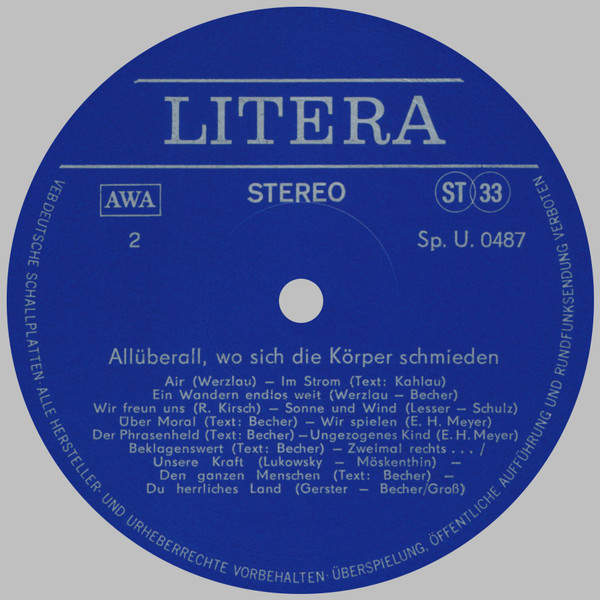 LITERA
AWA
STEREO
ST 33
2
Sp. U. 0487
Allüberall, wo sich die Körper schmieden
Air (Werzlau) – Im Strom (Text: Kahlau)
Ein Wandern endlos weit (Werzlau – Becher)
Wir freun uns (R. Kirsch) – Sonne und Wind (Lesser – Schulz)
Über Moral (Text: Becher) – Wir spielen (E. H. Meyer)
Der Phrasenheld (Text: Becher) – Ungezogenes Kind (E. H. Meyer)
Beklagenswert (Text: Becher) – Zweimal rechts . . . /
Unsere Kraft (Lukowsky – Möskenthin) –
Den ganzen Menschen (Text: Becher) –
Du herrliches Land (Gerster – Becher/Groß)
VEB DEUTSCHE SCHALLPLATTEN · ALLE HERSTELLER- UND URHEBERRECHTE VORBEHALTEN · ÜBERSPIELUNG, ÖFFENTLICHE AUFFÜHRUNG UND RUNDFUNKSENDUNG VERBOTEN